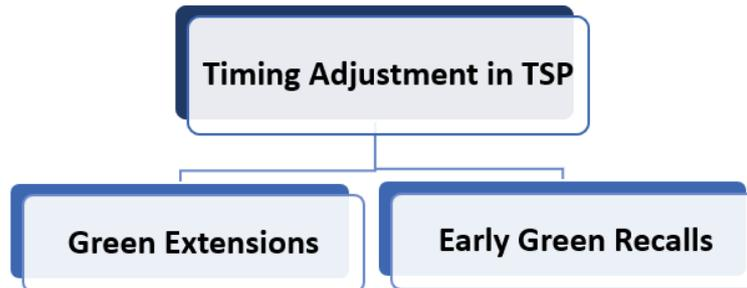 Timing Adjustment in TSP
Green Extensions
Early Green Recalls